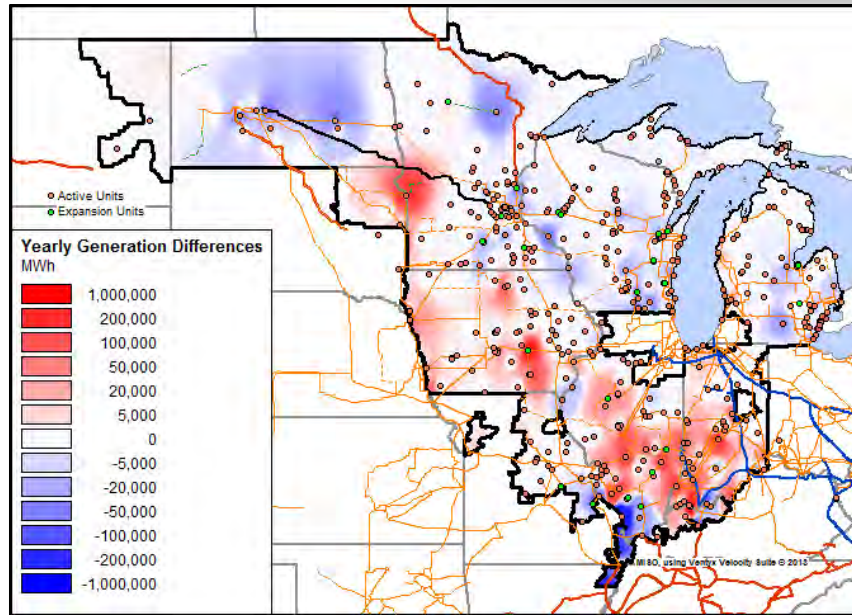 Active Units
Expansion Units
Yearly Generation Differences
MWh
1,000,000
200,000
100,000
50,000
20,000
5,000
0
-5,000
-20,000
-50,000
-100,000
-200,000
-1,000,000
MISO, using Ventyx Velocity Suite © 2013